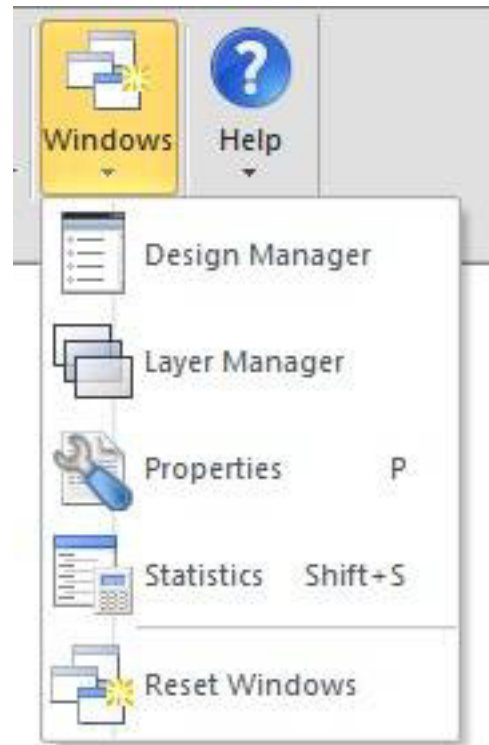 Windows Help
Design Manager
Layer Manager
Properties P
Statistics Shift+S
Reset Windows